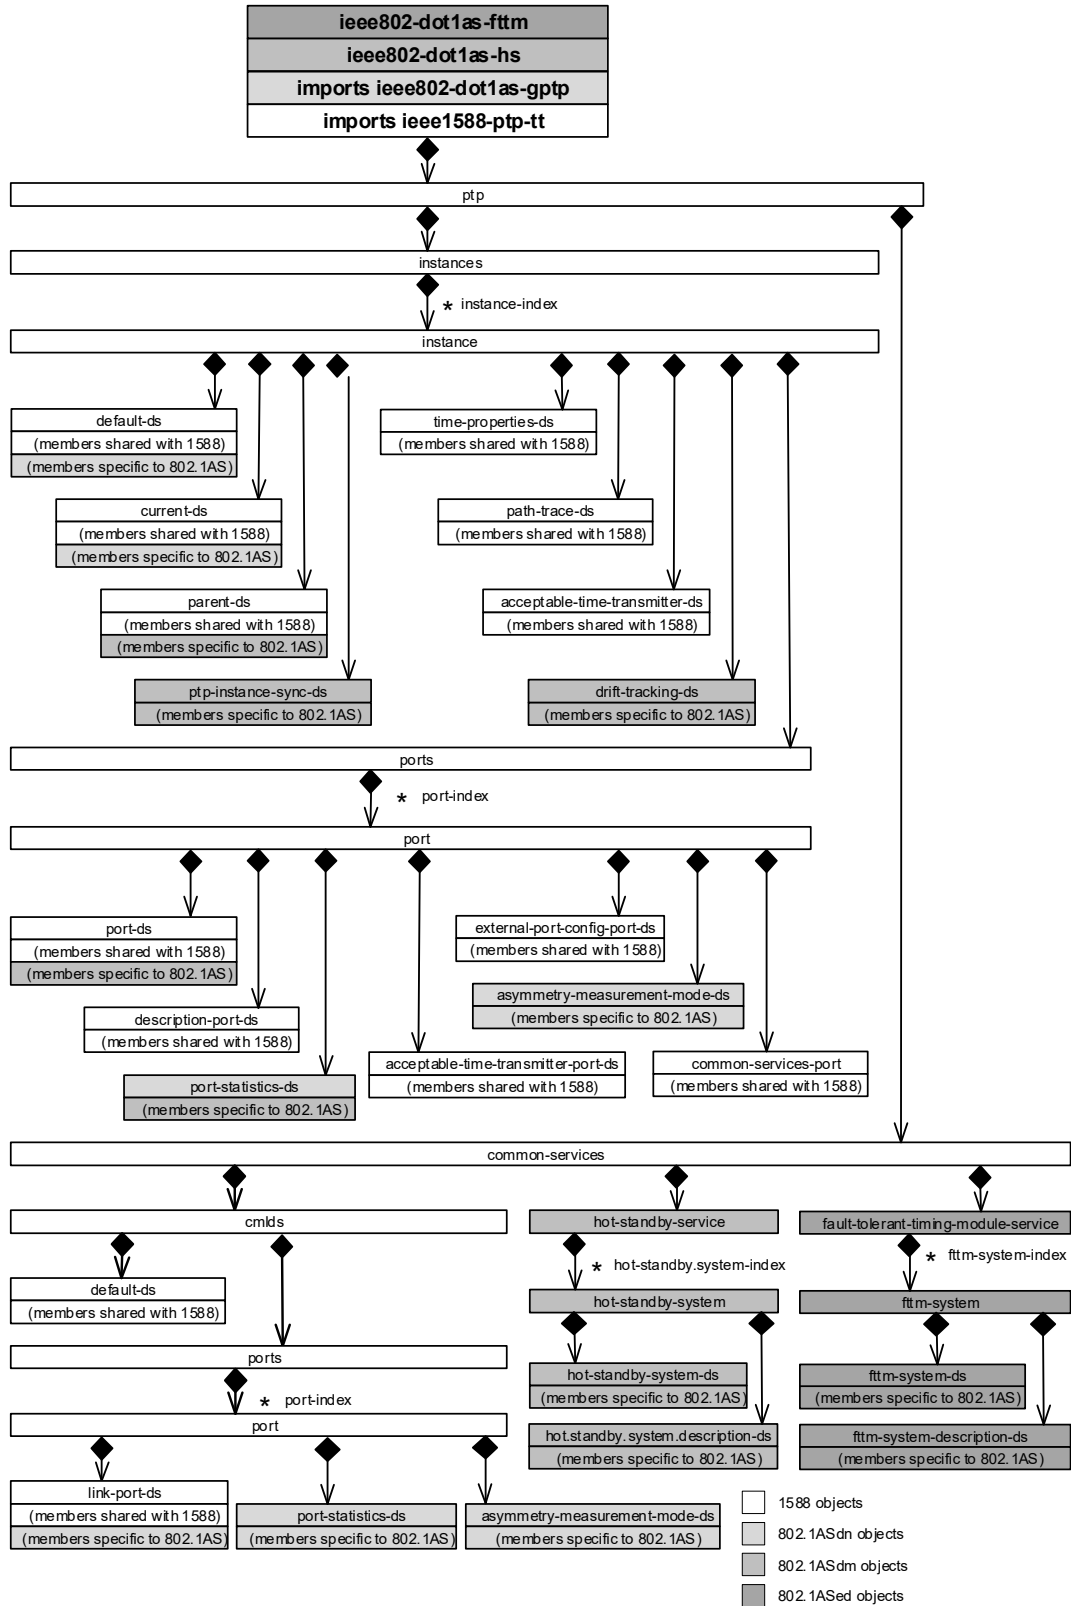 ieee802-dot1as-fttm
ieee802-dot1as-hs
imports ieee802-dot1as-gptp
imports ieee1588-ptp-tt
ptp
instances
* instance-index
instance
default-ds
(members shared with 1588)
(members specific to 802.1AS)
time-properties-ds
(members shared with 1588)
current-ds
(members shared with 1588)
(members specific to 802.1AS)
path-trace-ds
(members shared with 1588)
parent-ds
(members shared with 1588)
(members specific to 802.1AS)
acceptable-time-transmitter-ds
(members shared with 1588)
ptp-instance-sync-ds
(members specific to 802.1AS)
drift-tracking-ds
(members specific to 802.1AS)
ports
* port-index
port
port-ds
(members shared with 1588)
(members specific to 802.1AS)
external-port-config-port-ds
(members shared with 1588)
asymmetry-measurement-mode-ds
(members specific to 802.1AS)
description-port-ds
(members shared with 1588)
acceptable-time-transmitter-port-ds
(members shared with 1588)
common-services-port
(members shared with 1588)
port-statistics-ds
(members specific to 802.1AS)
common-services
cmlds
hot-standby-service
fault-tolerant-timing-module-service
* hot-standby.system-index
* fttm-system-index
default-ds
(members shared with 1588)
hot-standby-system
fttm-system
ports
hot-standby-system-ds
(members specific to 802.1AS)
fttm-system-ds
(members specific to 802.1AS)
* port-index
port
hot.standby.system.description-ds
(members specific to 802.1AS)
fttm-system-description-ds
(members specific to 802.1AS)
link-port-ds
(members shared with 1588)
(members specific to 802.1AS)
port-statistics-ds
(members specific to 802.1AS)
asymmetry-measurement-mode-ds
(members specific to 802.1AS)
1588 objects
802.1ASdn objects
802.1ASdm objects
802.1ASed objects